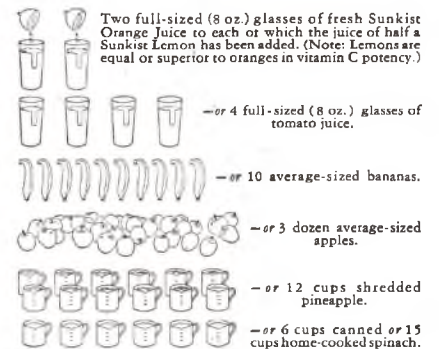 Two full-sized (8 oz.) glasses of fresh Sunkist
Orange Juice to each or which the juice of half a
Sunkist Lemon has been added. (Note: Lemons are
equal or superior to oranges in vitamin C potency.)
—or 4 full-sized (8 oz.) glasses of
tomato juice.
—or 10 average-sized bananas.
—or 3 dozen average-sized
apples.
—or 12 cups shredded
pineapple.
—or 6 cups canned or 15
cups home-cooked spinach.